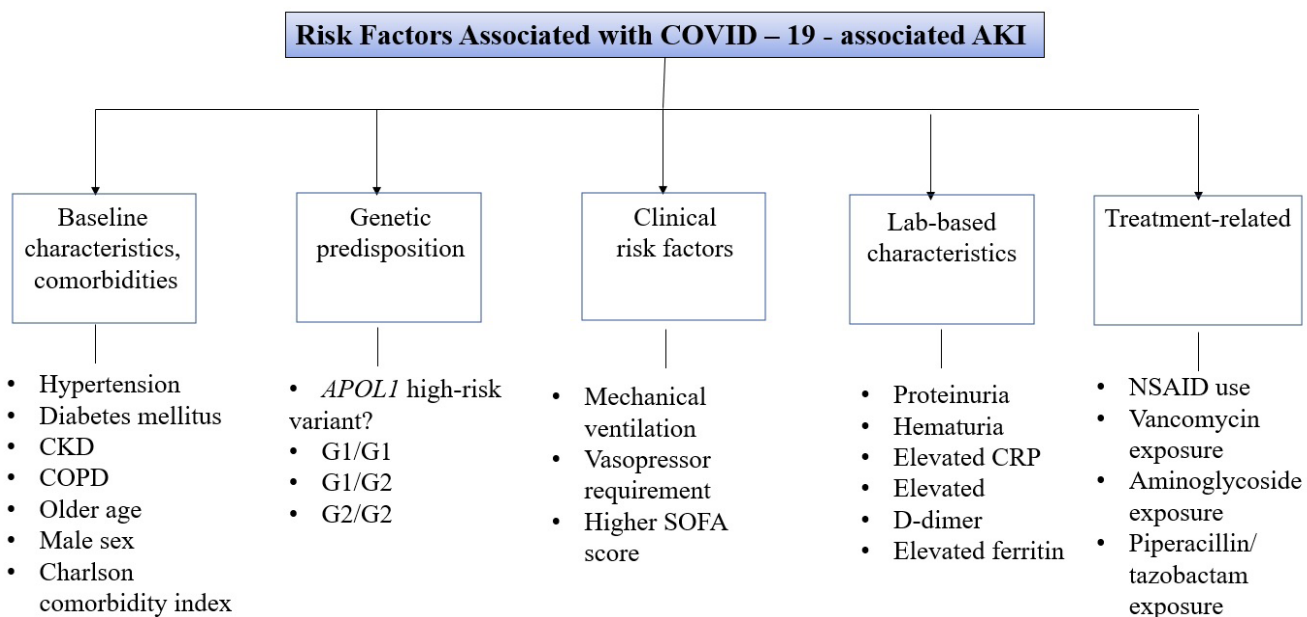 Risk Factors Associated with COVID – 19 - associated AKI
Baseline
characteristics,
comorbidities
Genetic
predisposition
Clinical
risk factors
Lab-based
characteristics
Treatment-related
• Hypertension
• Diabetes mellitus
• CKD
• COPD
• Older age
• Male sex
• Charlson
comorbidity index
• APOL1 high-risk
variant?
• G1/G1
• G1/G2
• G2/G2
• Mechanical
ventilation
• Vasopressor
requirement
• Higher SOFA
score
• Proteinuria
• Hematuria
• Elevated CRP
• Elevated
• D-dimer
• Elevated ferritin
• NSAID use
• Vancomycin
exposure
• Aminoglycoside
exposure
• Piperacillin/
tazobactam
exposure